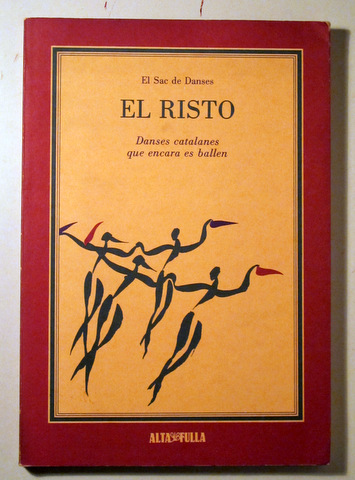 El Sac de Danses
EL RISTO
Danses catalanes
que encara es ballen
ALTA FULLA